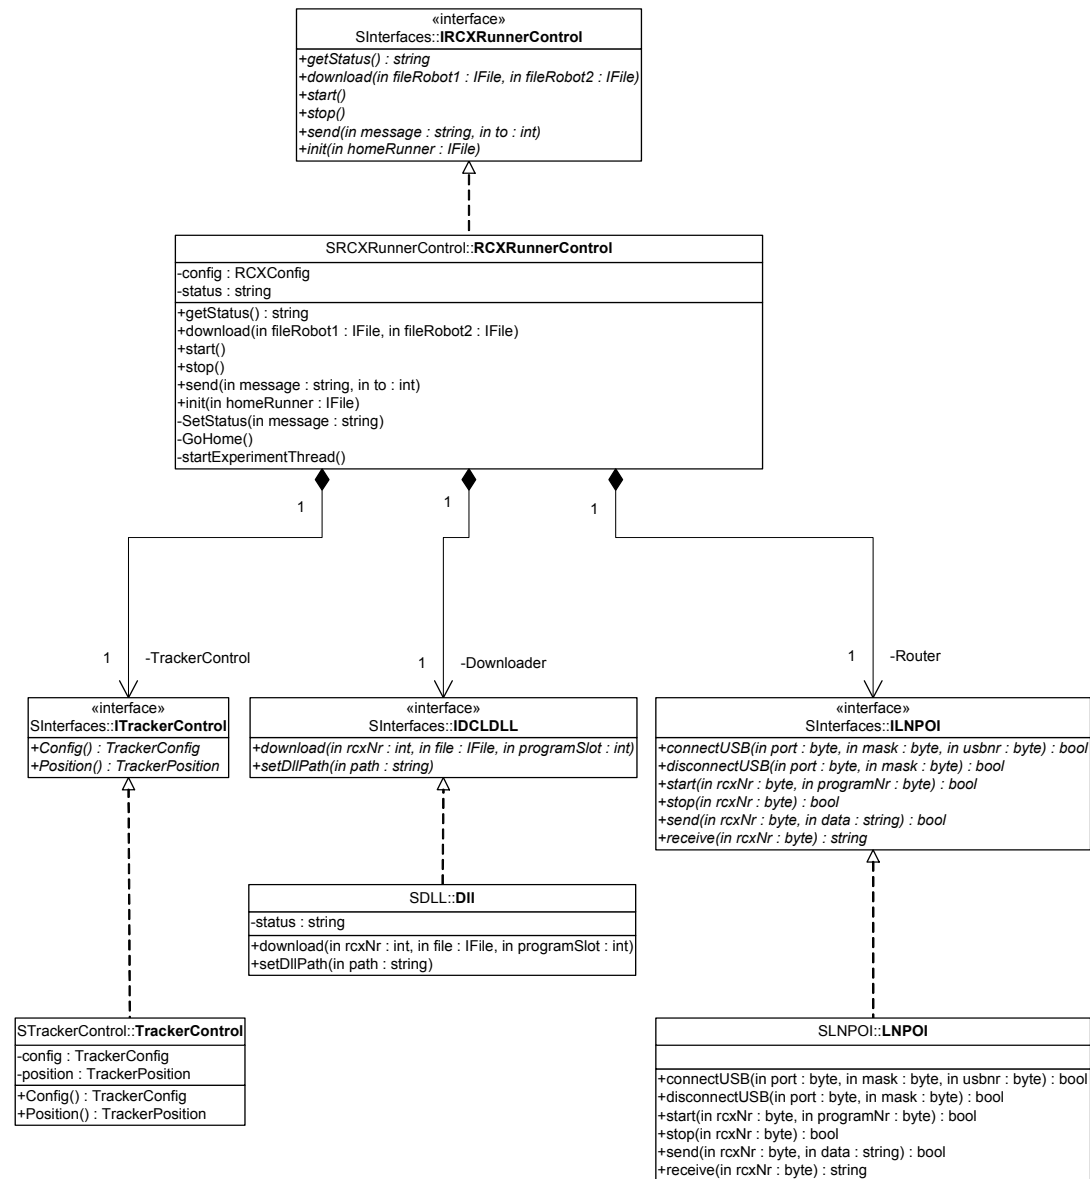 «interface»
SInterfaces::IRCXRunnerControl
+getStatus() : string
+download(in fileRobot1 : IFile, in fileRobot2 : IFile)
+start()
+stop()
+send(in message : string, in to : int)
+init(in homeRunner : IFile)
SRCXRunnerControl::RCXRunnerControl
-config : RCXConfig
-status : string
+getStatus() : string
+download(in fileRobot1 : IFile, in fileRobot2 : IFile)
+start()
+stop()
+send(in message : string, in to : int)
+init(in homeRunner : IFile)
-SetStatus(in message : string)
-GoHome()
-startExperimentThread()
1
1
1
1
-TrackerControl
1
-Downloader
1
-Router
«interface»
SInterfaces::ITrackerControl
+Config() : TrackerConfig
+Position() : TrackerPosition
«interface»
SInterfaces::IDCLDLL
+download(in rcxNr : int, in file : IFile, in programSlot : int)
+setDllPath(in path : string)
«interface»
SInterfaces::ILNPOI
+connectUSB(in port : byte, in mask : byte, in usbnr : byte) : bool
+disconnectUSB(in port : byte, in mask : byte) : bool
+start(in rcxNr : byte, in programNr : byte) : bool
+stop(in rcxNr : byte) : bool
+send(in rcxNr : byte, in data : string) : bool
+receive(in rcxNr : byte) : string
SDLL::Dll
-status : string
+download(in rcxNr : int, in file : IFile, in programSlot : int)
+setDllPath(in path : string)
STrackerControl::TrackerControl
-config : TrackerConfig
-position : TrackerPosition
+Config() : TrackerConfig
+Position() : TrackerPosition
SLNPOI::LNPOI
+connectUSB(in port : byte, in mask : byte, in usbnr : byte) : bool
+disconnectUSB(in port : byte, in mask : byte) : bool
+start(in rcxNr : byte, in programNr : byte) : bool
+stop(in rcxNr : byte) : bool
+send(in rcxNr : byte, in data : string) : bool
+receive(in rcxNr : byte) : string